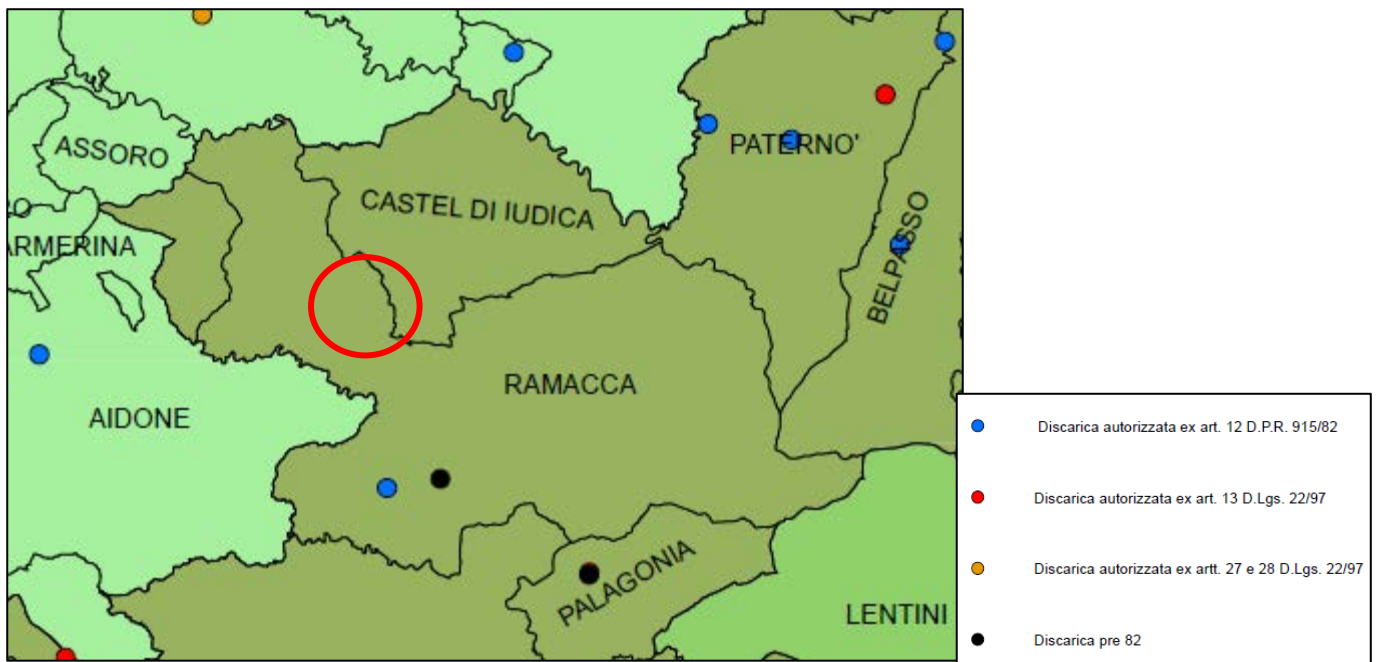 ASSORO
PATERNO'
CASTEL DI IUDICA
RO
ARMERINA
BELPASSO
RAMACCA
AIDONE
PALAGONIA
LENTINI
Discarica autorizzata ex art. 12 D.P.R. 915/82
Discarica autorizzata ex art. 13 D.Lgs. 22/97
Discarica autorizzata ex artt. 27 e 28 D.Lgs. 22/97
Discarica pre 82